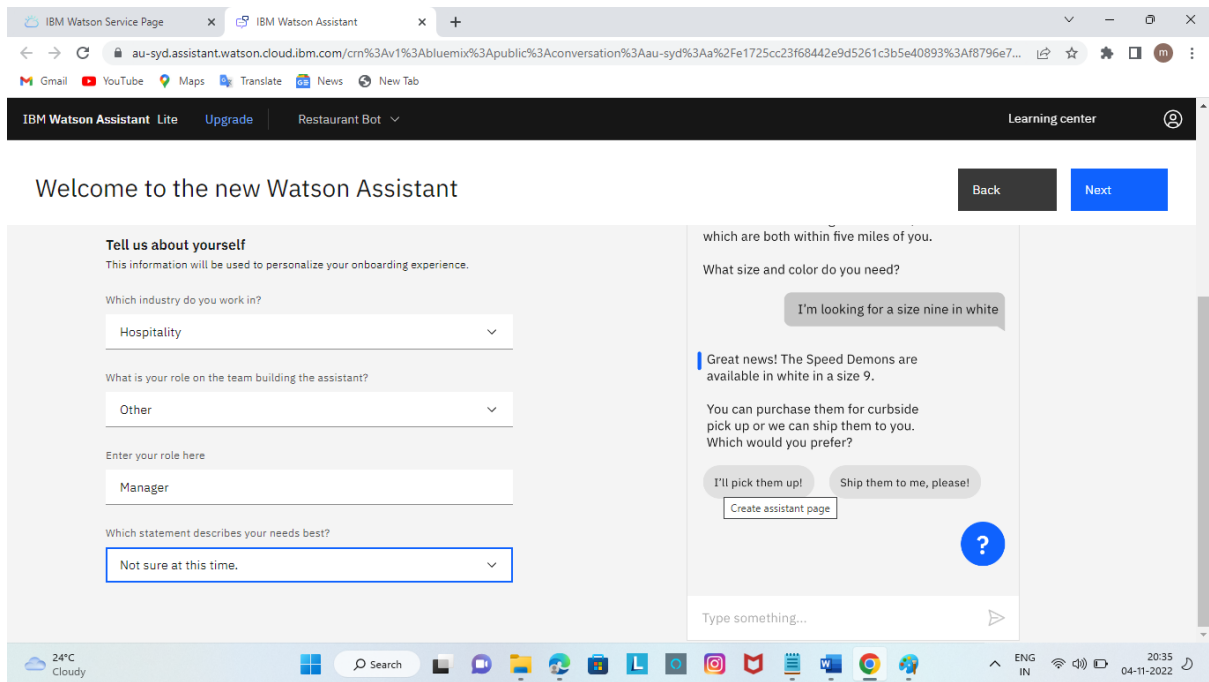 IBM Watson Service Page
IBM Watson Assistant
au-syd.assistant.watson.cloud.ibm.com/crn%3Av1%3Abluemix%3Apublic%3Aconversation%3Aau-syd%3Aa%2Fe1725cc23f68442e9d5261c3b5e40893%3Af8796e7...
m
Gmail YouTube Maps Translate News New Tab
IBM Watson Assistant Lite Upgrade Restaurant Bot Learning center
Welcome to the new Watson Assistant
Back Next
Tell us about yourself
This information will be used to personalize your onboarding experience.
Which industry do you work in?
Hospitality
What is your role on the team building the assistant?
Other
Enter your role here
Manager
Which statement describes your needs best?
Not sure at this time.
which are both within five miles of you.
What size and color do you need?
I'm looking for a size nine in white
Great news! The Speed Demons are
available in white in a size 9.
You can purchase them for curbside
pick up or we can ship them to you.
Which would you prefer?
I'll pick them up! Ship them to me, please!
Create assistant page
?
Type something...
24°C
Cloudy
Search
L
ENG
IN
20:35
04-11-2022